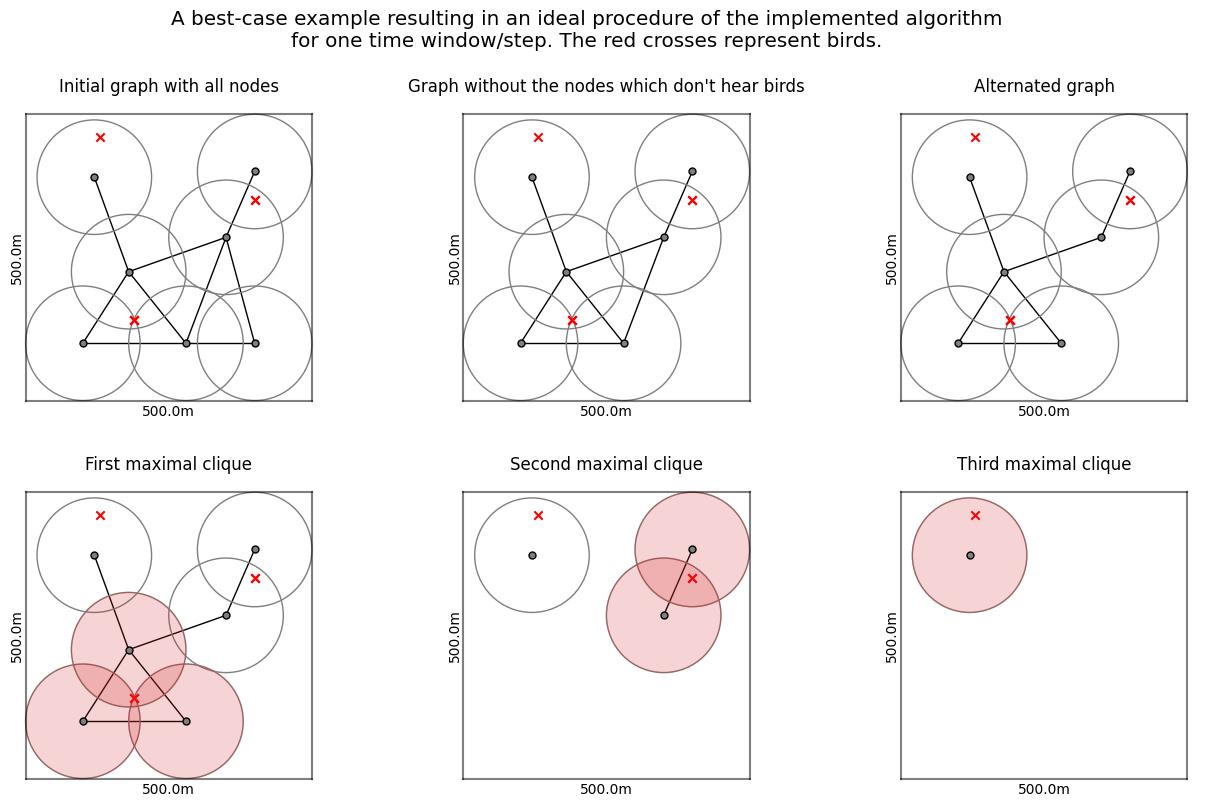 A best-case example resulting in an ideal procedure of the implemented algorithm
for one time window/step. The red crosses represent birds.
Initial graph with all nodes
Graph without the nodes which don't hear birds
Alternated graph
500.0m
500.0m
500.0m
500.0m
500.0m
500.0m
First maximal clique
Second maximal clique
Third maximal clique
500.0m
500.0m
500.0m
500.0m
500.0m
500.0m